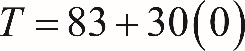 T = 83 + 30(0)